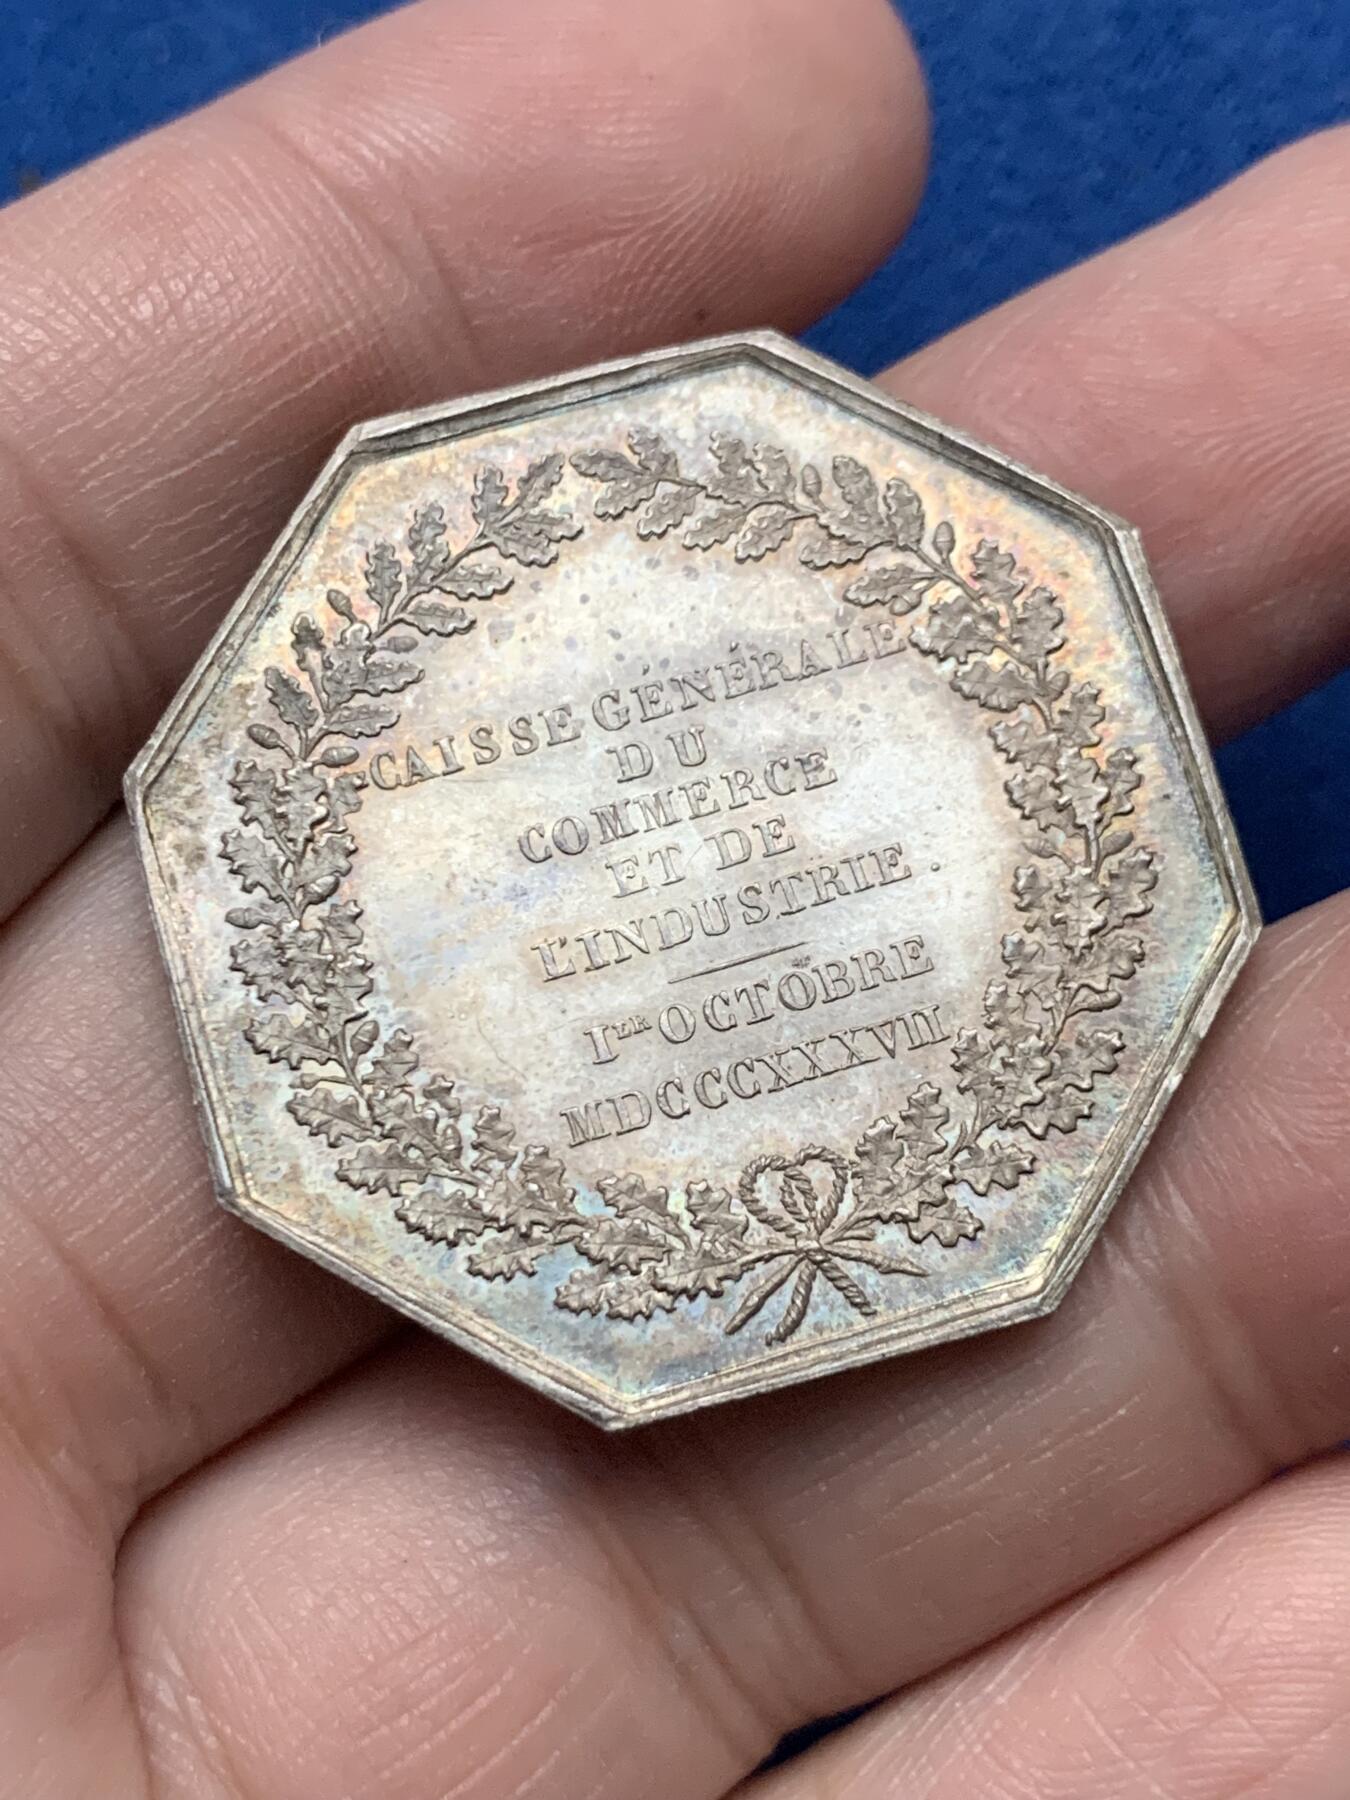 CAISSE GÉNÉRALE
DU
COMMERCE
ET DE
L'INDUSTRIE.
IER OCTOBRE
MDCCCXXXVII